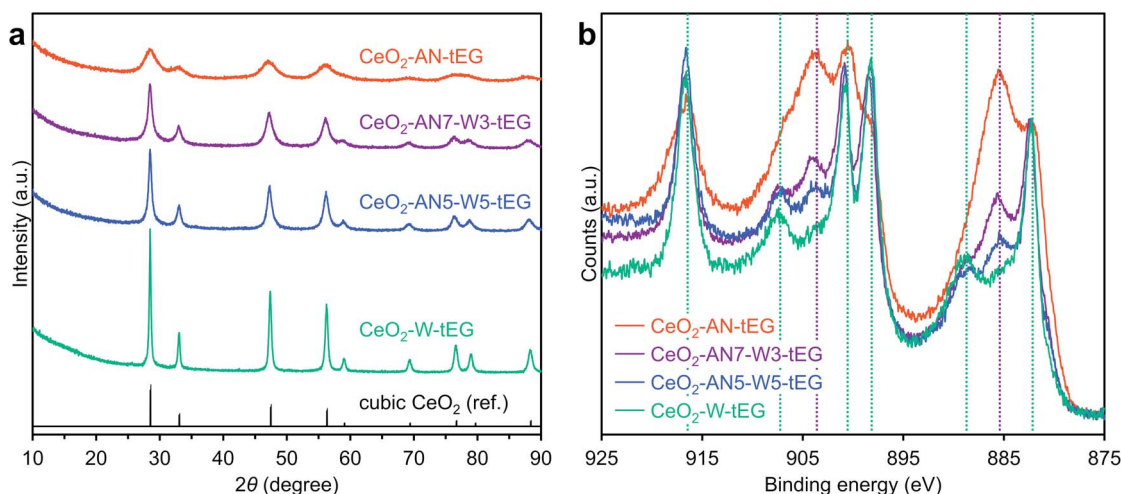 a
CeO₂-AN-tEG
CeO₂-AN7-W3-tEG
CeO₂-AN5-W5-tEG
CeO₂-W-tEG
cubic CeO₂ (ref.)
Intensity (a.u.)
10 20 30 40 50 60 70 80 90
2θ (degree)
b
Counts (a.u.)
CeO₂-AN-tEG
CeO₂-AN7-W3-tEG
CeO₂-AN5-W5-tEG
CeO₂-W-tEG
925 915 905 895 885 875
Binding energy (eV)